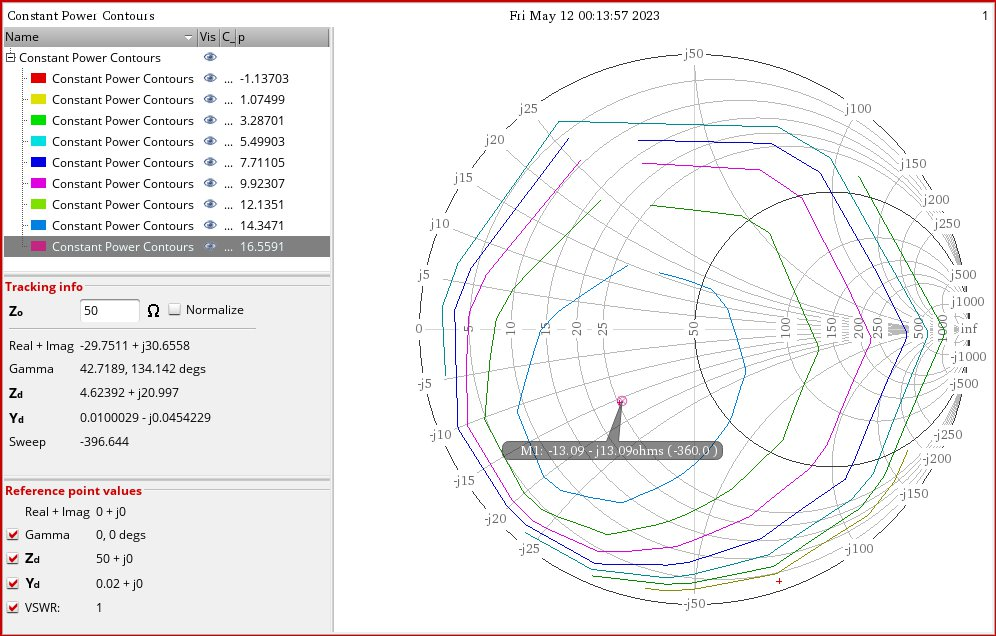 Constant Power Contours Fri May 12 00:13:57 2023 1
Name Vis C_ p
Constant Power Contours
Constant Power Contours ... -1.13703
Constant Power Contours ... 1.07499
Constant Power Contours ... 3.28701
Constant Power Contours ... 5.49903
Constant Power Contours ... 7.71105
Constant Power Contours ... 9.92307
Constant Power Contours ... 12.1351
Constant Power Contours ... 14.3471
Constant Power Contours ... 16.5591
Tracking info
Zo 50 Ω Normalize
Real + Imag -29.7511 + j30.6558
Gamma 42.7189, 134.142 degs
Zd 4.62392 + j20.997
Yd 0.0100029 - j0.0454229
Sweep -396.644
Reference point values
Real + Imag 0 + j0
Gamma 0, 0 degs
Zd 50 + j0
Yd 0.02 + j0
VSWR: 1
j50
j25
j100
j20
j150
j15
j200
j10
j250
j5
j500
j1000
0
5
10
15
20
25
50
100
150
200
250
500
1000
inf
-j1000
-j5
-j500
-j10
-j250
M1: -13.09 - j13.09ohms (-360.0 )
-j200
-j15
-j150
-j20
-j25
-j100
-j50